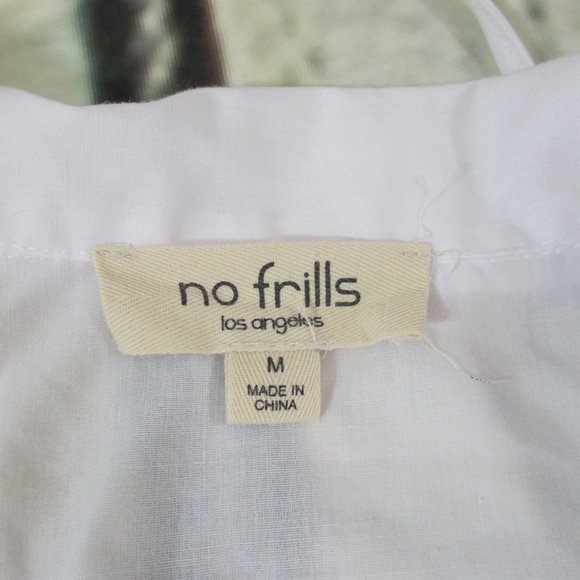 no frills
los angeles
M
MADE IN
CHINA